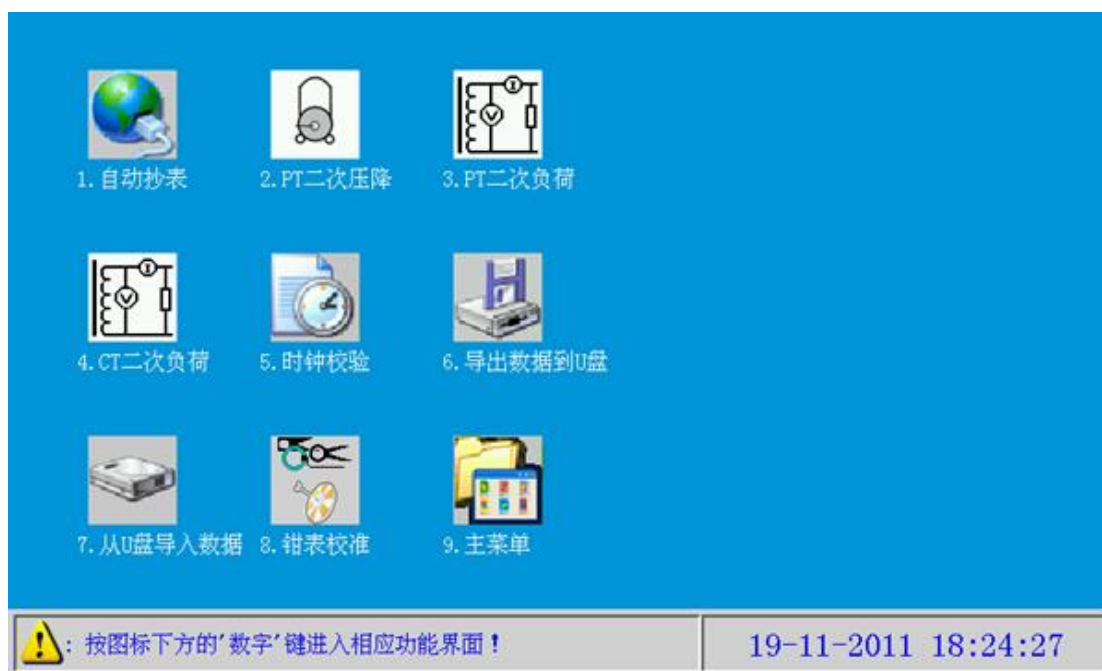 1.自动抄表
2.PT二次压降
3.PT二次负荷
4.CT二次负荷
5.时钟校验
6.导出数据到U盘
7.从U盘导入数据
8.钳表校准
9.主菜单
: 按图标下方的'数字'键进入相应功能界面！
19-11-2011 18:24:27